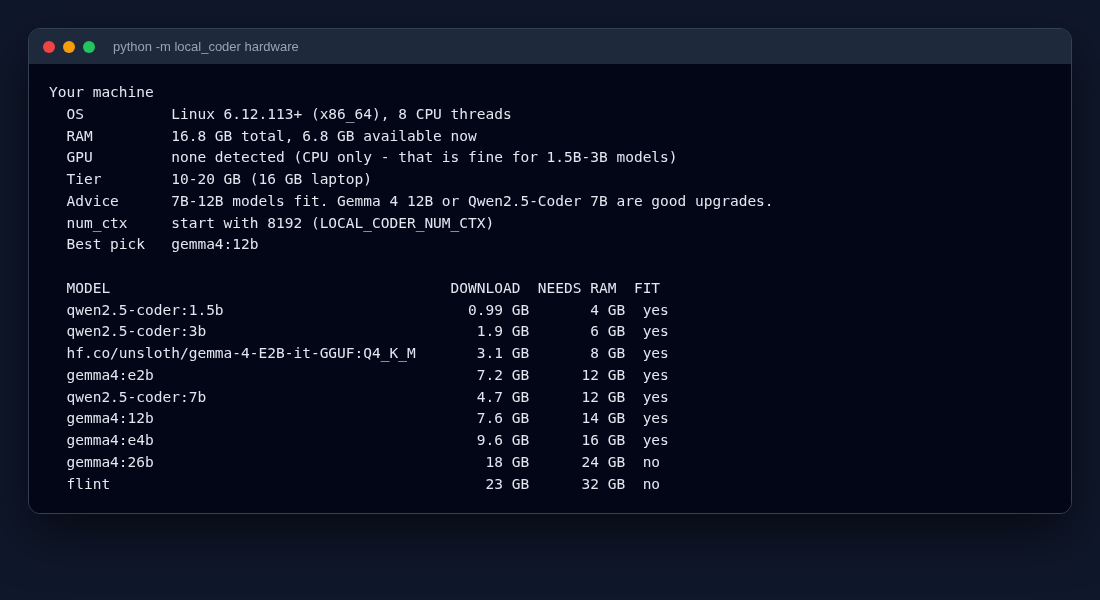 python -m local_coder hardware
Your machine
OS Linux 6.12.113+ (x86_64), 8 CPU threads
RAM 16.8 GB total, 6.8 GB available now
GPU none detected (CPU only - that is fine for 1.5B-3B models)
Tier 10-20 GB (16 GB laptop)
Advice 7B-12B models fit. Gemma 4 12B or Qwen2.5-Coder 7B are good upgrades.
num_ctx start with 8192 (LOCAL_CODER_NUM_CTX)
Best pick gemma4:12b
MODEL DOWNLOAD NEEDS RAM FIT
qwen2.5-coder:1.5b 0.99 GB 4 GB yes
qwen2.5-coder:3b 1.9 GB 6 GB yes
hf.co/unsloth/gemma-4-E2B-it-GGUF:Q4_K_M 3.1 GB 8 GB yes
gemma4:e2b 7.2 GB 12 GB yes
qwen2.5-coder:7b 4.7 GB 12 GB yes
gemma4:12b 7.6 GB 14 GB yes
gemma4:e4b 9.6 GB 16 GB yes
gemma4:26b 18 GB 24 GB no
flint 23 GB 32 GB no